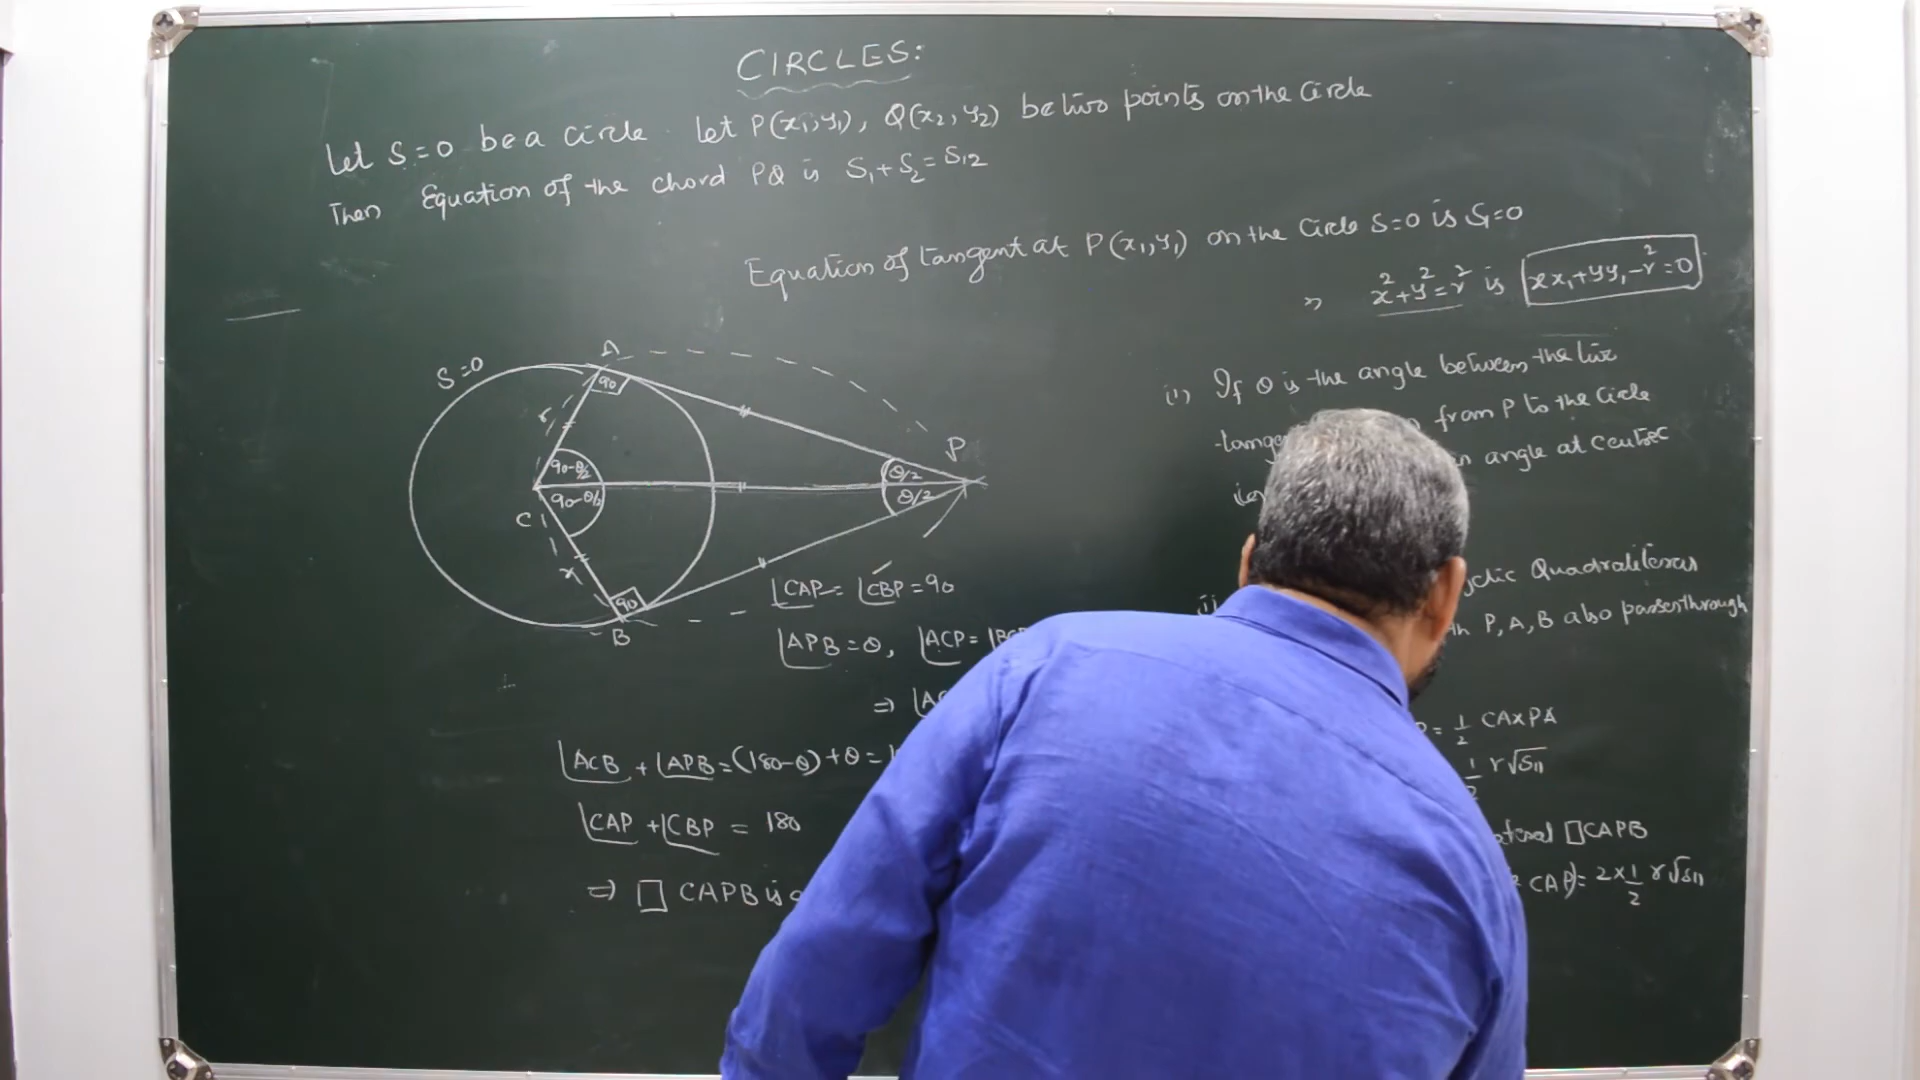 CIRCLES:
Let S=0 be a circle let P(x₁,y₁), Q(x₂,y₂) be two points on the circle
Then Equation of the chord PQ is S₁+S₂=S₁₂
Equation of tangent at P(x₁,y₁) on the Circle S=0 is S₁=0
" x²+y²=r² is xx₁+yy₁-r²=0
S=0
A
90
r
P
90-θ/2
θ/2
90-θ/2
θ/2
C
r
90
B
∠CAP=∠CBP=90
∠APB=θ, ∠ACP=
⇒
∠ACB+∠APB=(180-θ)+θ=
∠CAP+∠CBP=180
⇒ □ CAPB is
(i) If θ is the angle between the
from P to the Circle
angle at
(ii)
Quadrilateral
P,A,B also passes through
=½ CA×PA
½ r√S₁₁
□CAPB
CAP)=2×½ r√S₁₁